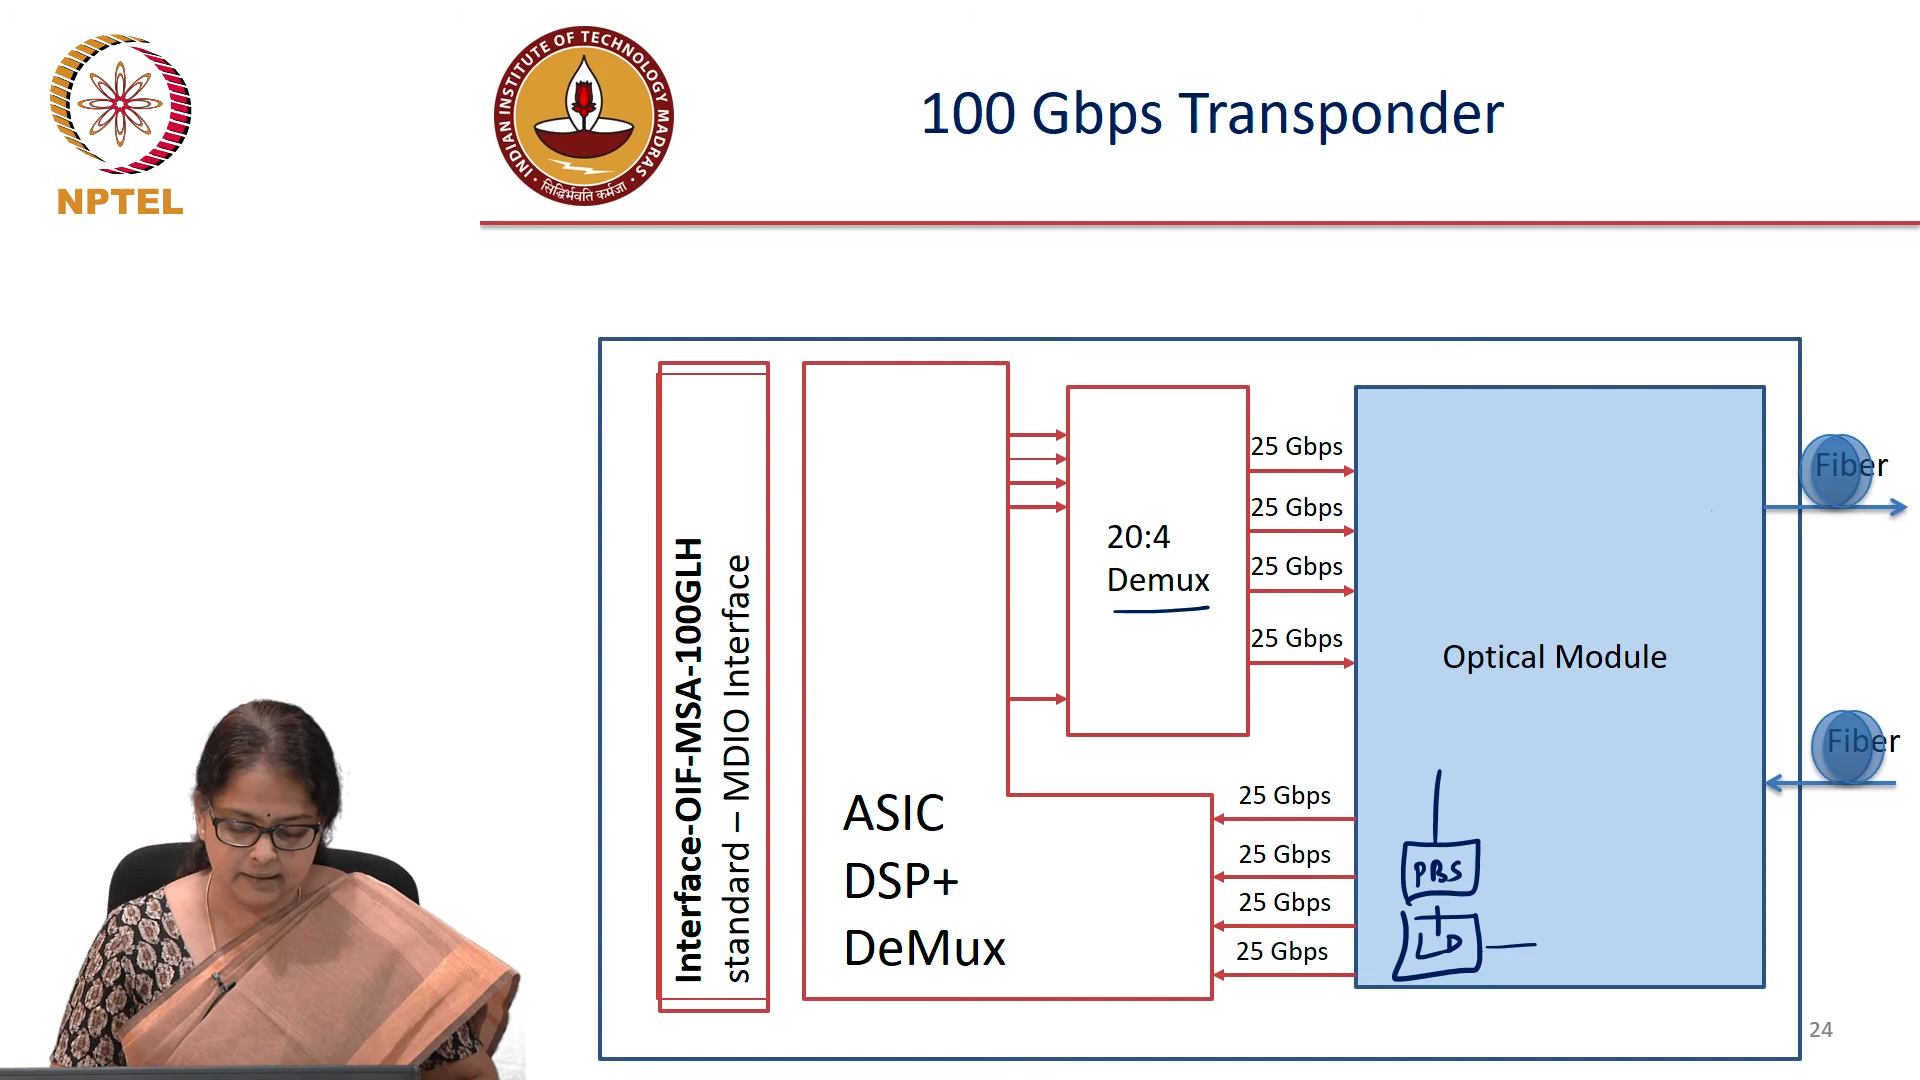 NPTEL
INDIAN INSTITUTE OF TECHNOLOGY MADRAS
सिद्धिर्भवति कर्मजा
100 Gbps Transponder
Interface-OIF-MSA-100GLH
standard – MDIO Interface
ASIC
DSP+
DeMux
20:4
Demux
25 Gbps
25 Gbps
25 Gbps
25 Gbps
25 Gbps
25 Gbps
25 Gbps
25 Gbps
Optical Module
PBS
LD
Fiber
Fiber
24